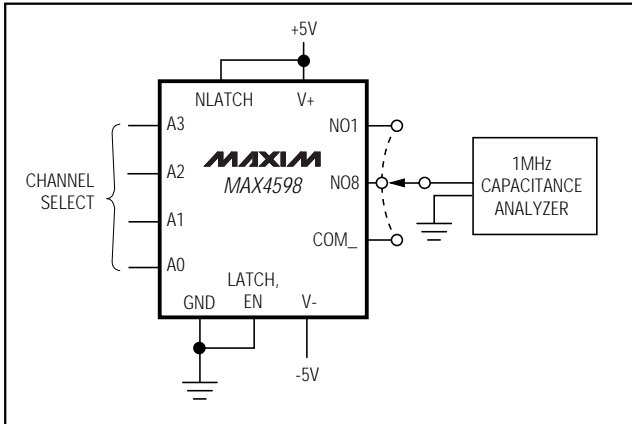 +5V
NLATCH
V+
A3
A2
A1
A0
CHANNEL
SELECT
MAXIM
MAX4598
NO1
NO8
COM_
1MHz
CAPACITANCE
ANALYZER
GND
LATCH,
EN
V-
-5V